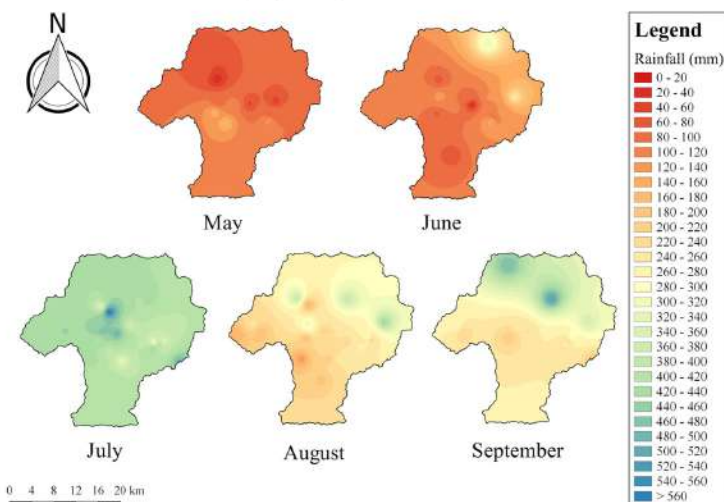 N
May
June
July
August
September
0 4 8 12 16 20 km
Legend
Rainfall (mm)
0 - 20
20 - 40
40 - 60
60 - 80
80 - 100
100 - 120
120 - 140
140 - 160
160 - 180
180 - 200
200 - 220
220 - 240
240 - 260
260 - 280
280 - 300
300 - 320
320 - 340
340 - 360
360 - 380
380 - 400
400 - 420
420 - 440
440 - 460
460 - 480
480 - 500
500 - 520
520 - 540
540 - 560
> 560